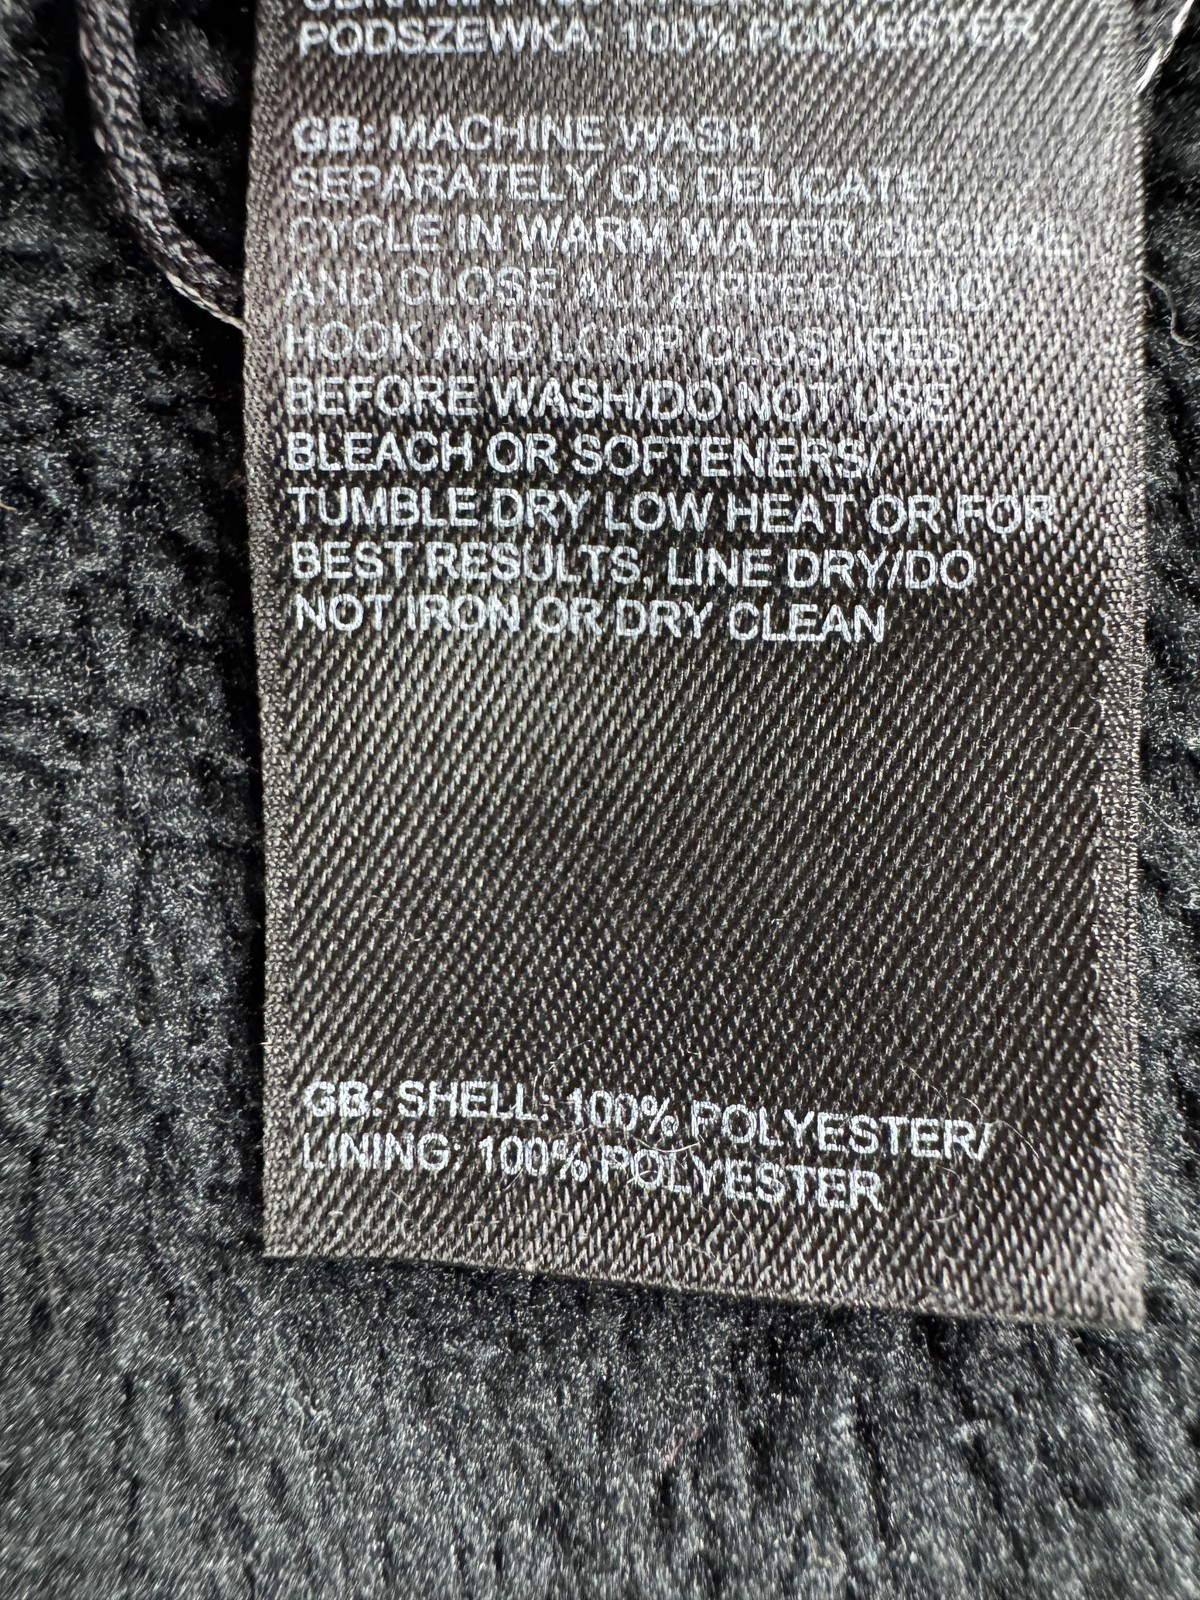 PODSZEWKA: 100% POLYESTER
GB: MACHINE WASH
SEPARATELY ON DELICATE
CYCLE IN WARM WATER SECURE
AND CLOSE ALL ZIPPERS AND
HOOK AND LOOP CLOSURES
BEFORE WASH/DO NOT USE
BLEACH OR SOFTENERS/
TUMBLE DRY LOW HEAT OR FOR
BEST RESULTS, LINE DRY/DO
NOT IRON OR DRY CLEAN
GB: SHELL: 100% POLYESTER/
LINING: 100% POLYESTER